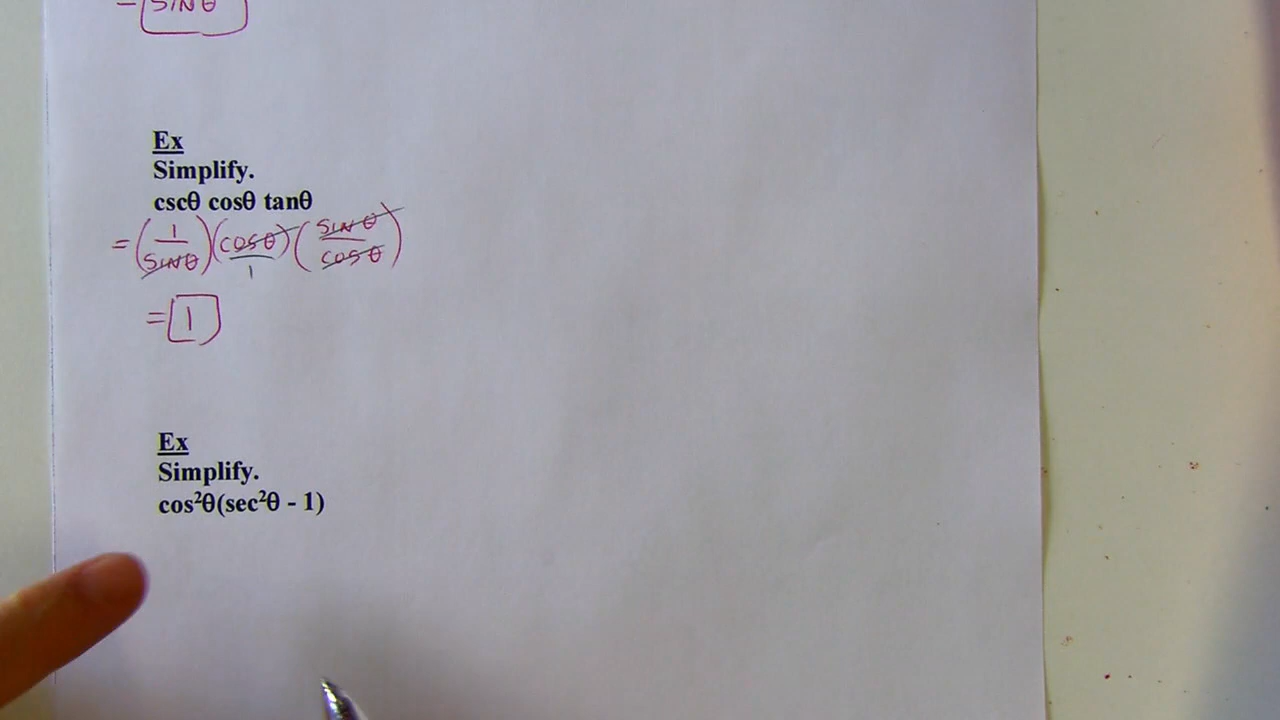 = sinθ
Ex
Simplify.
cscθ cosθ tanθ
= (1/sinθ)(cosθ/1)(sinθ/cosθ)
= 1
Ex
Simplify.
cos²θ(sec²θ - 1)